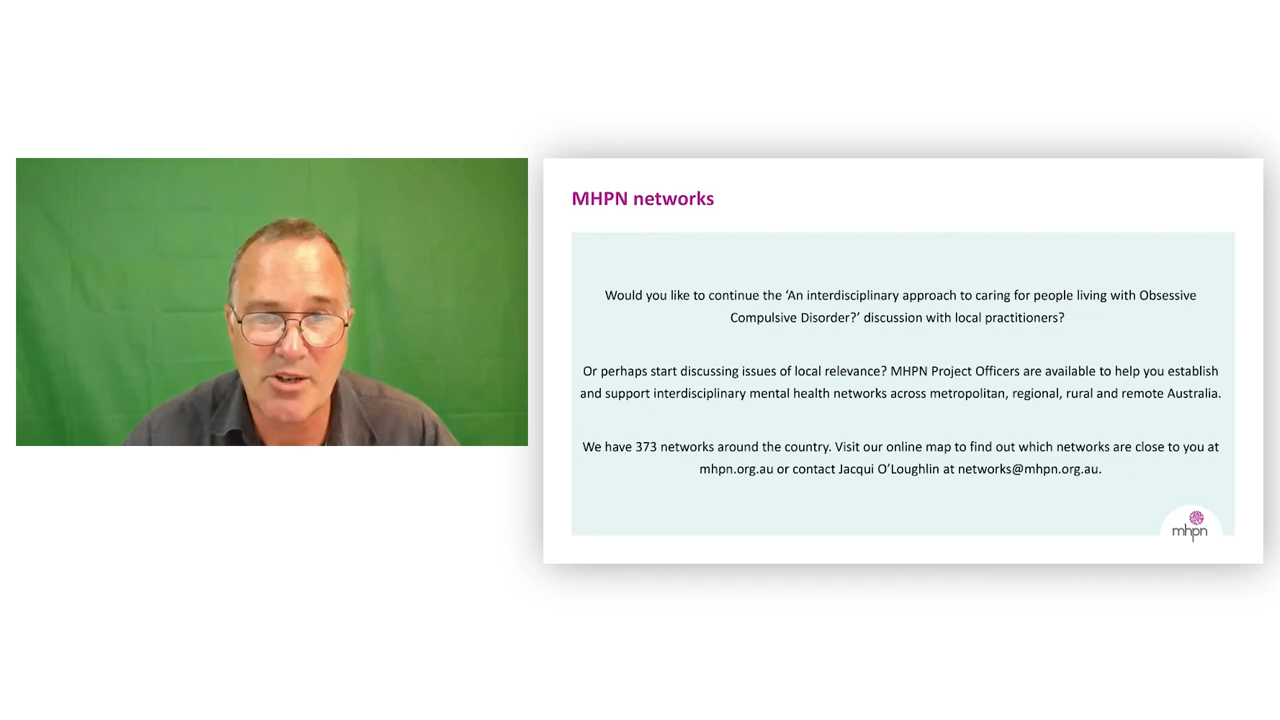 MHPN networks
Would you like to continue the ‘An interdisciplinary approach to caring for people living with Obsessive
Compulsive Disorder?’ discussion with local practitioners?
Or perhaps start discussing issues of local relevance? MHPN Project Officers are available to help you establish
and support interdisciplinary mental health networks across metropolitan, regional, rural and remote Australia.
We have 373 networks around the country. Visit our online map to find out which networks are close to you at
mhpn.org.au or contact Jacqui O’Loughlin at networks@mhpn.org.au.
mhpn